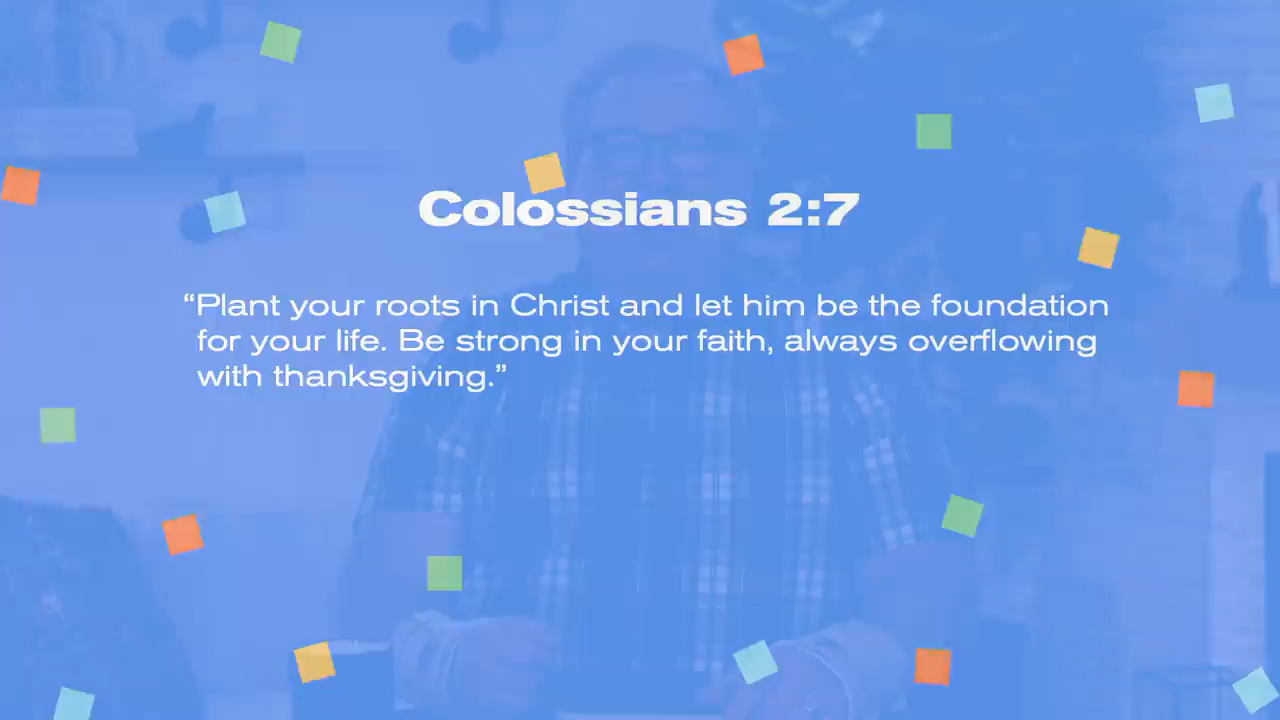 Colossians 2:7
“Plant your roots in Christ and let him be the foundation
for your life. Be strong in your faith, always overflowing
with thanksgiving.”